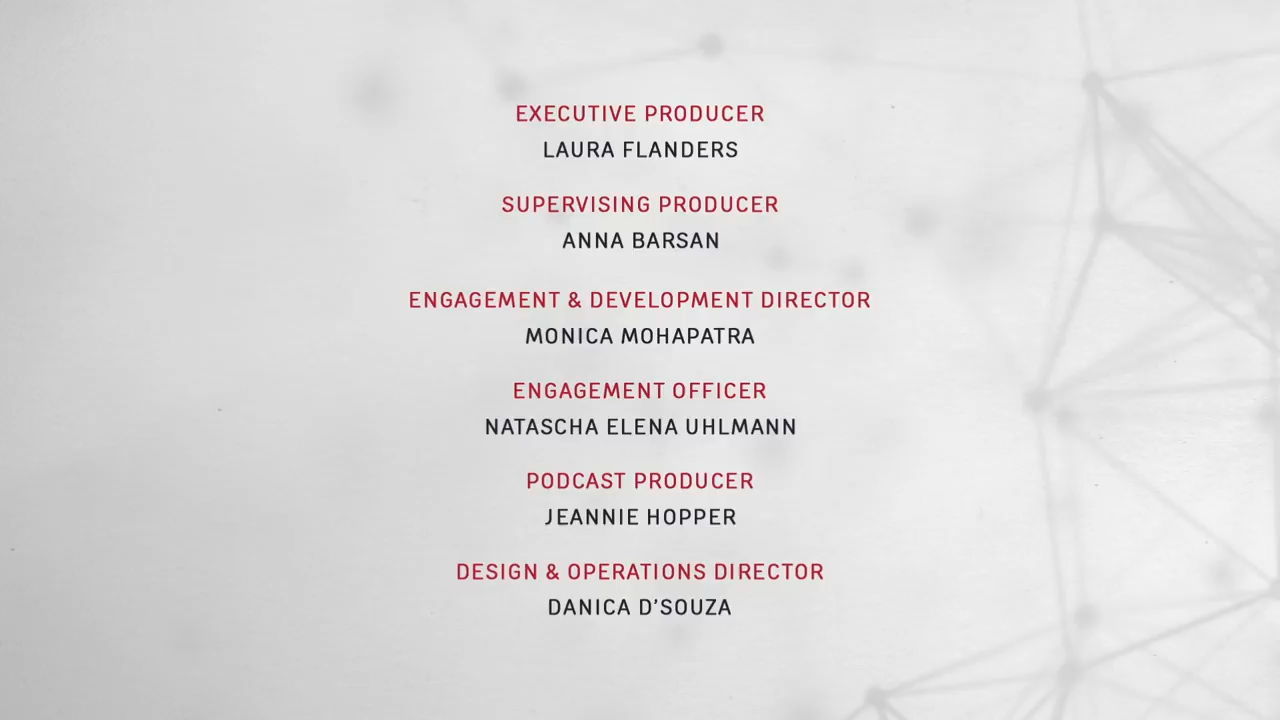 EXECUTIVE PRODUCER
LAURA FLANDERS
SUPERVISING PRODUCER
ANNA BARSAN
ENGAGEMENT & DEVELOPMENT DIRECTOR
MONICA MOHAPATRA
ENGAGEMENT OFFICER
NATASCHA ELENA UHLMANN
PODCAST PRODUCER
JEANNIE HOPPER
DESIGN & OPERATIONS DIRECTOR
DANICA D’SOUZA